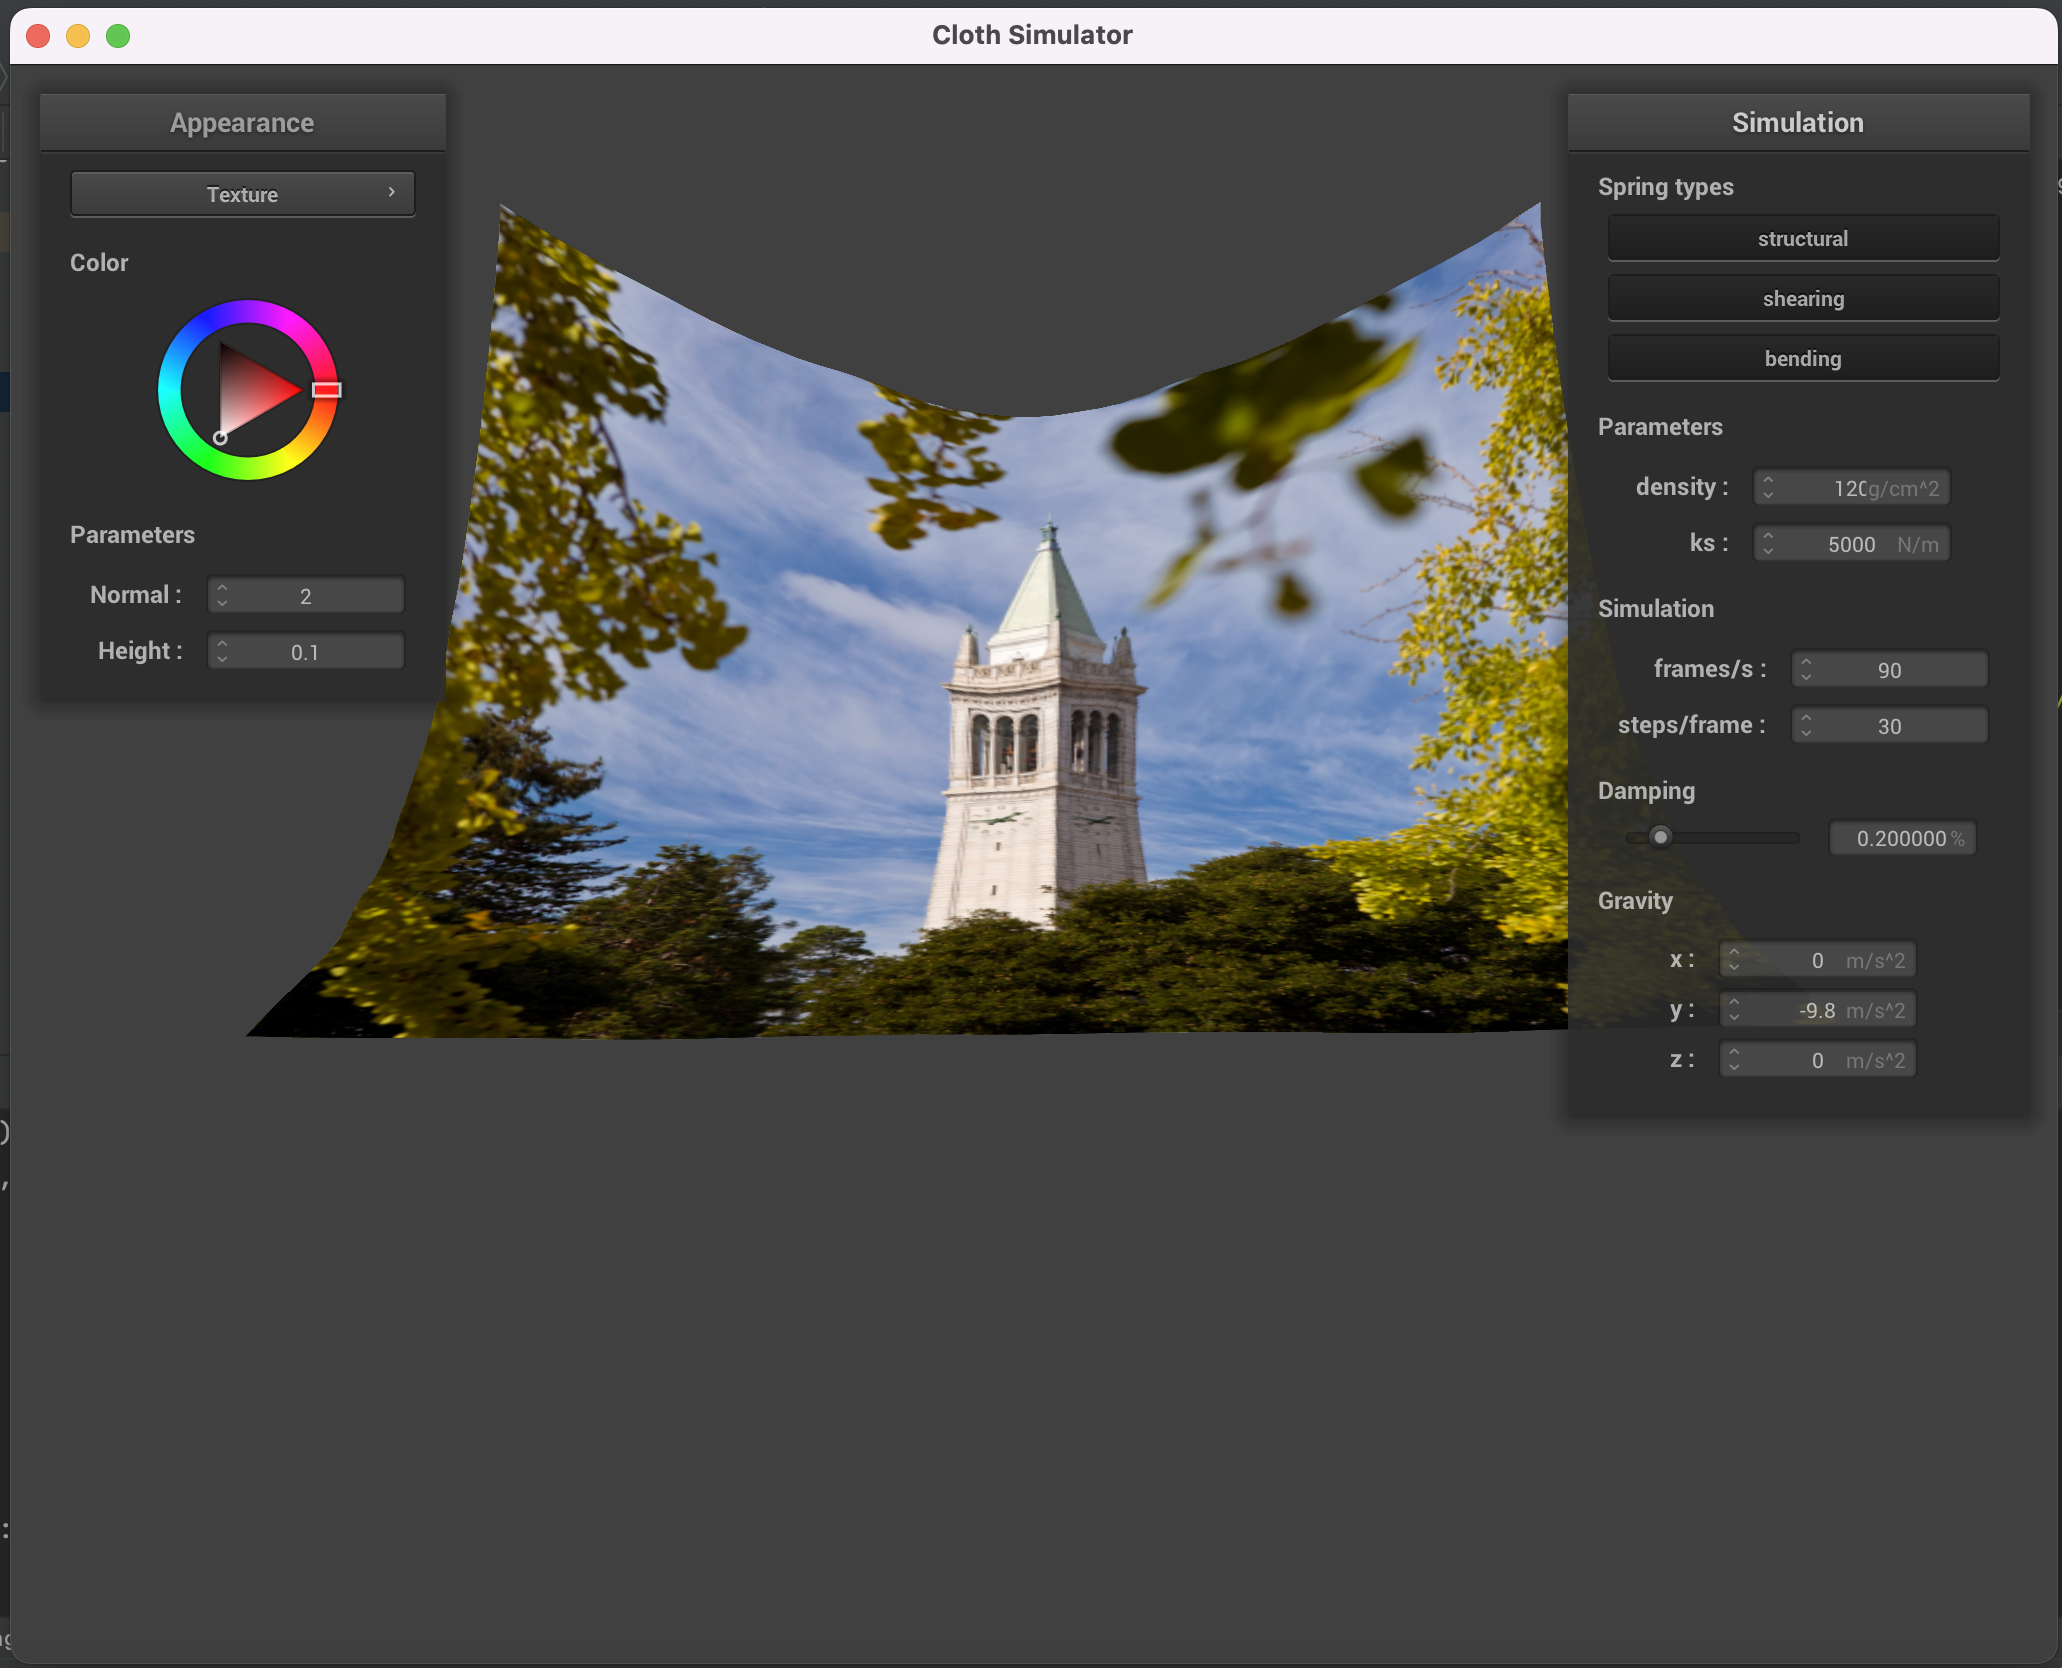 Cloth Simulator
Appearance
Texture
Color
Parameters
Normal : 2
Height : 0.1
Simulation
Spring types
structural
shearing
bending
Parameters
density : 120 g/cm^2
ks : 5000 N/m
Simulation
frames/s : 90
steps/frame : 30
Damping
0.200000 %
Gravity
x : 0 m/s^2
y : -9.8 m/s^2
z : 0 m/s^2